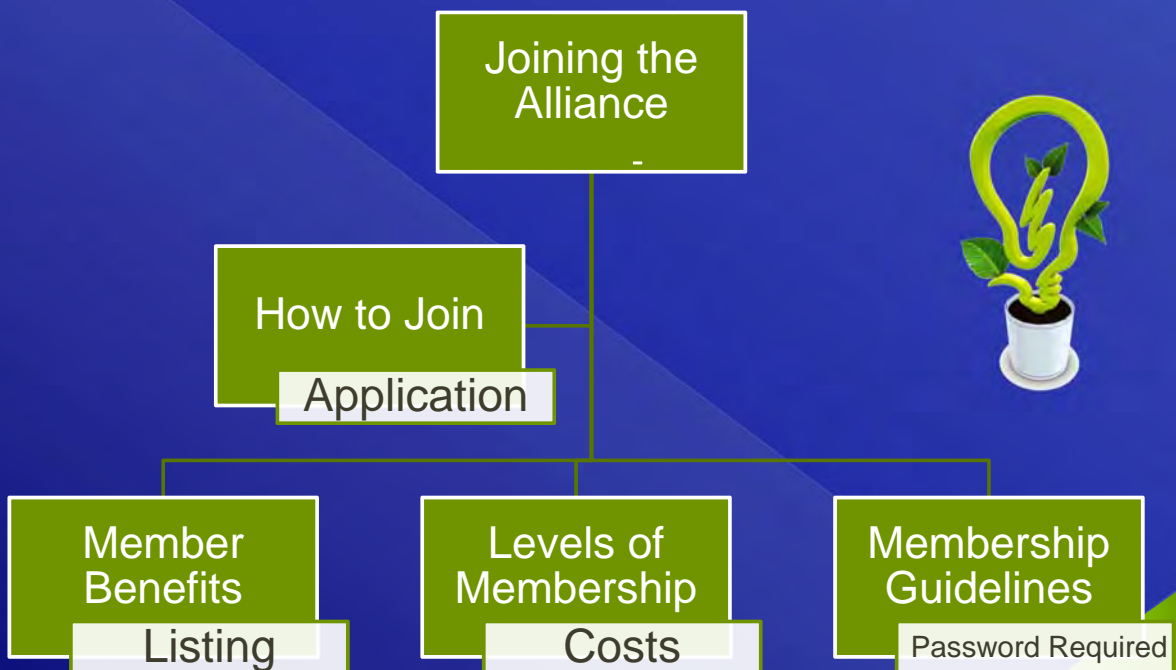 Joining the
Alliance
-
How to Join
Application
Member
Benefits
Listing
Levels of
Membership
Costs
Membership
Guidelines
Password Required